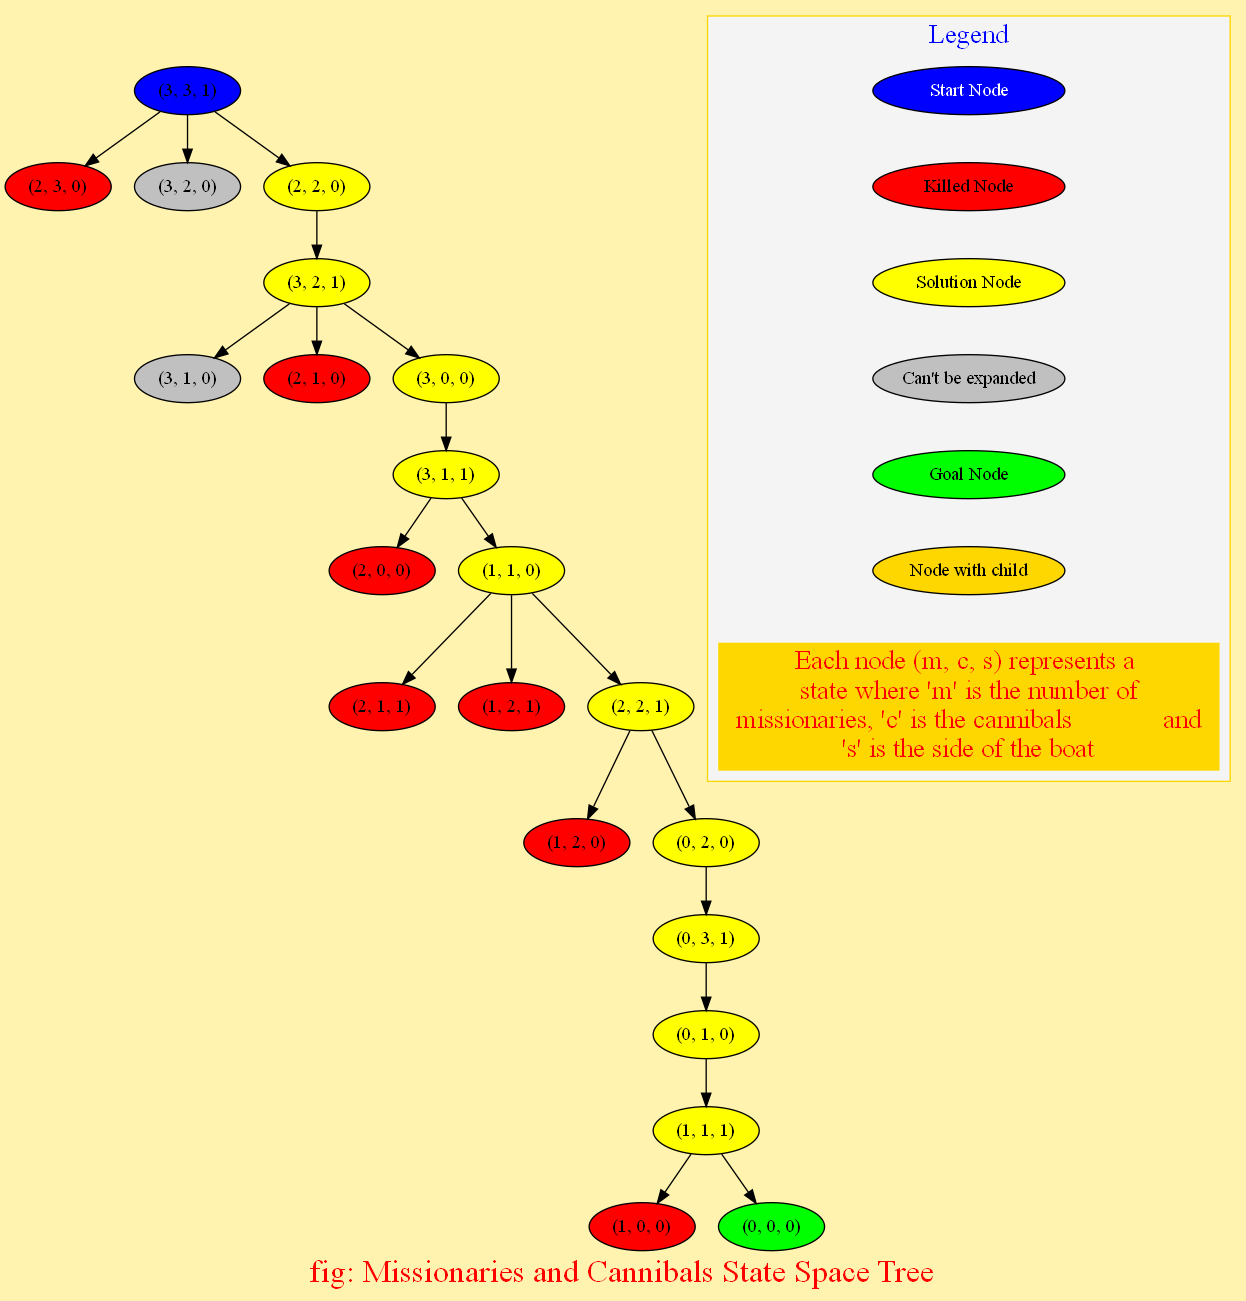 Legend
(3, 3, 1)
Start Node
(2, 3, 0)
(3, 2, 0)
(2, 2, 0)
Killed Node
(3, 2, 1)
Solution Node
(3, 1, 0)
(2, 1, 0)
(3, 0, 0)
Can't be expanded
(3, 1, 1)
Goal Node
(2, 0, 0)
(1, 1, 0)
Node with child
Each node (m, c, s) represents a
state where 'm' is the number of
missionaries, 'c' is the cannibals and
's' is the side of the boat
(2, 1, 1)
(1, 2, 1)
(2, 2, 1)
(1, 2, 0)
(0, 2, 0)
(0, 3, 1)
(0, 1, 0)
(1, 1, 1)
(1, 0, 0)
(0, 0, 0)
fig: Missionaries and Cannibals State Space Tree